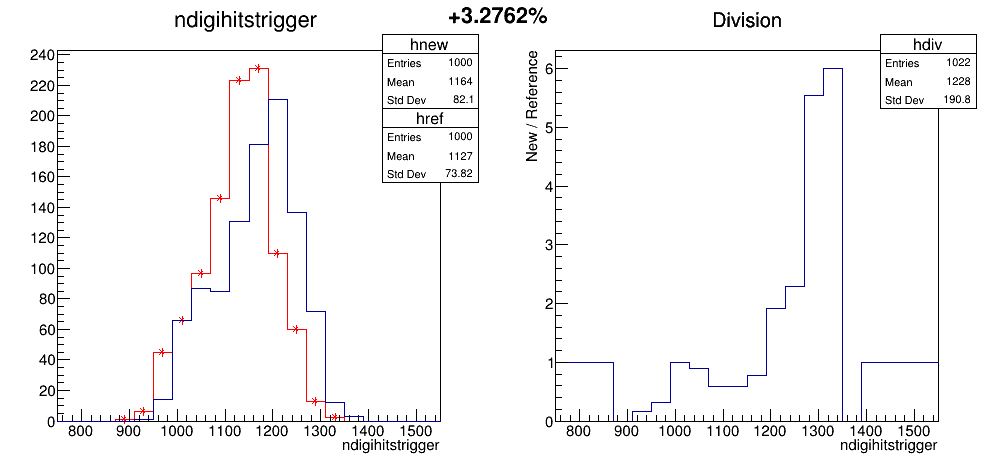 ndigihitstrigger
+3.2762%
Division
hnew
Entries 1000
Mean 1164
Std Dev 82.1
href
Entries 1000
Mean 1127
Std Dev 73.82
240
220
200
180
160
140
120
100
80
60
40
20
0
800 900 1000 1100 1200 1300 1400 1500
ndigihitstrigger
hdiv
Entries 1022
Mean 1228
Std Dev 190.8
New / Reference
6
5
4
3
2
1
0
800 900 1000 1100 1200 1300 1400 1500
ndigihitstrigger